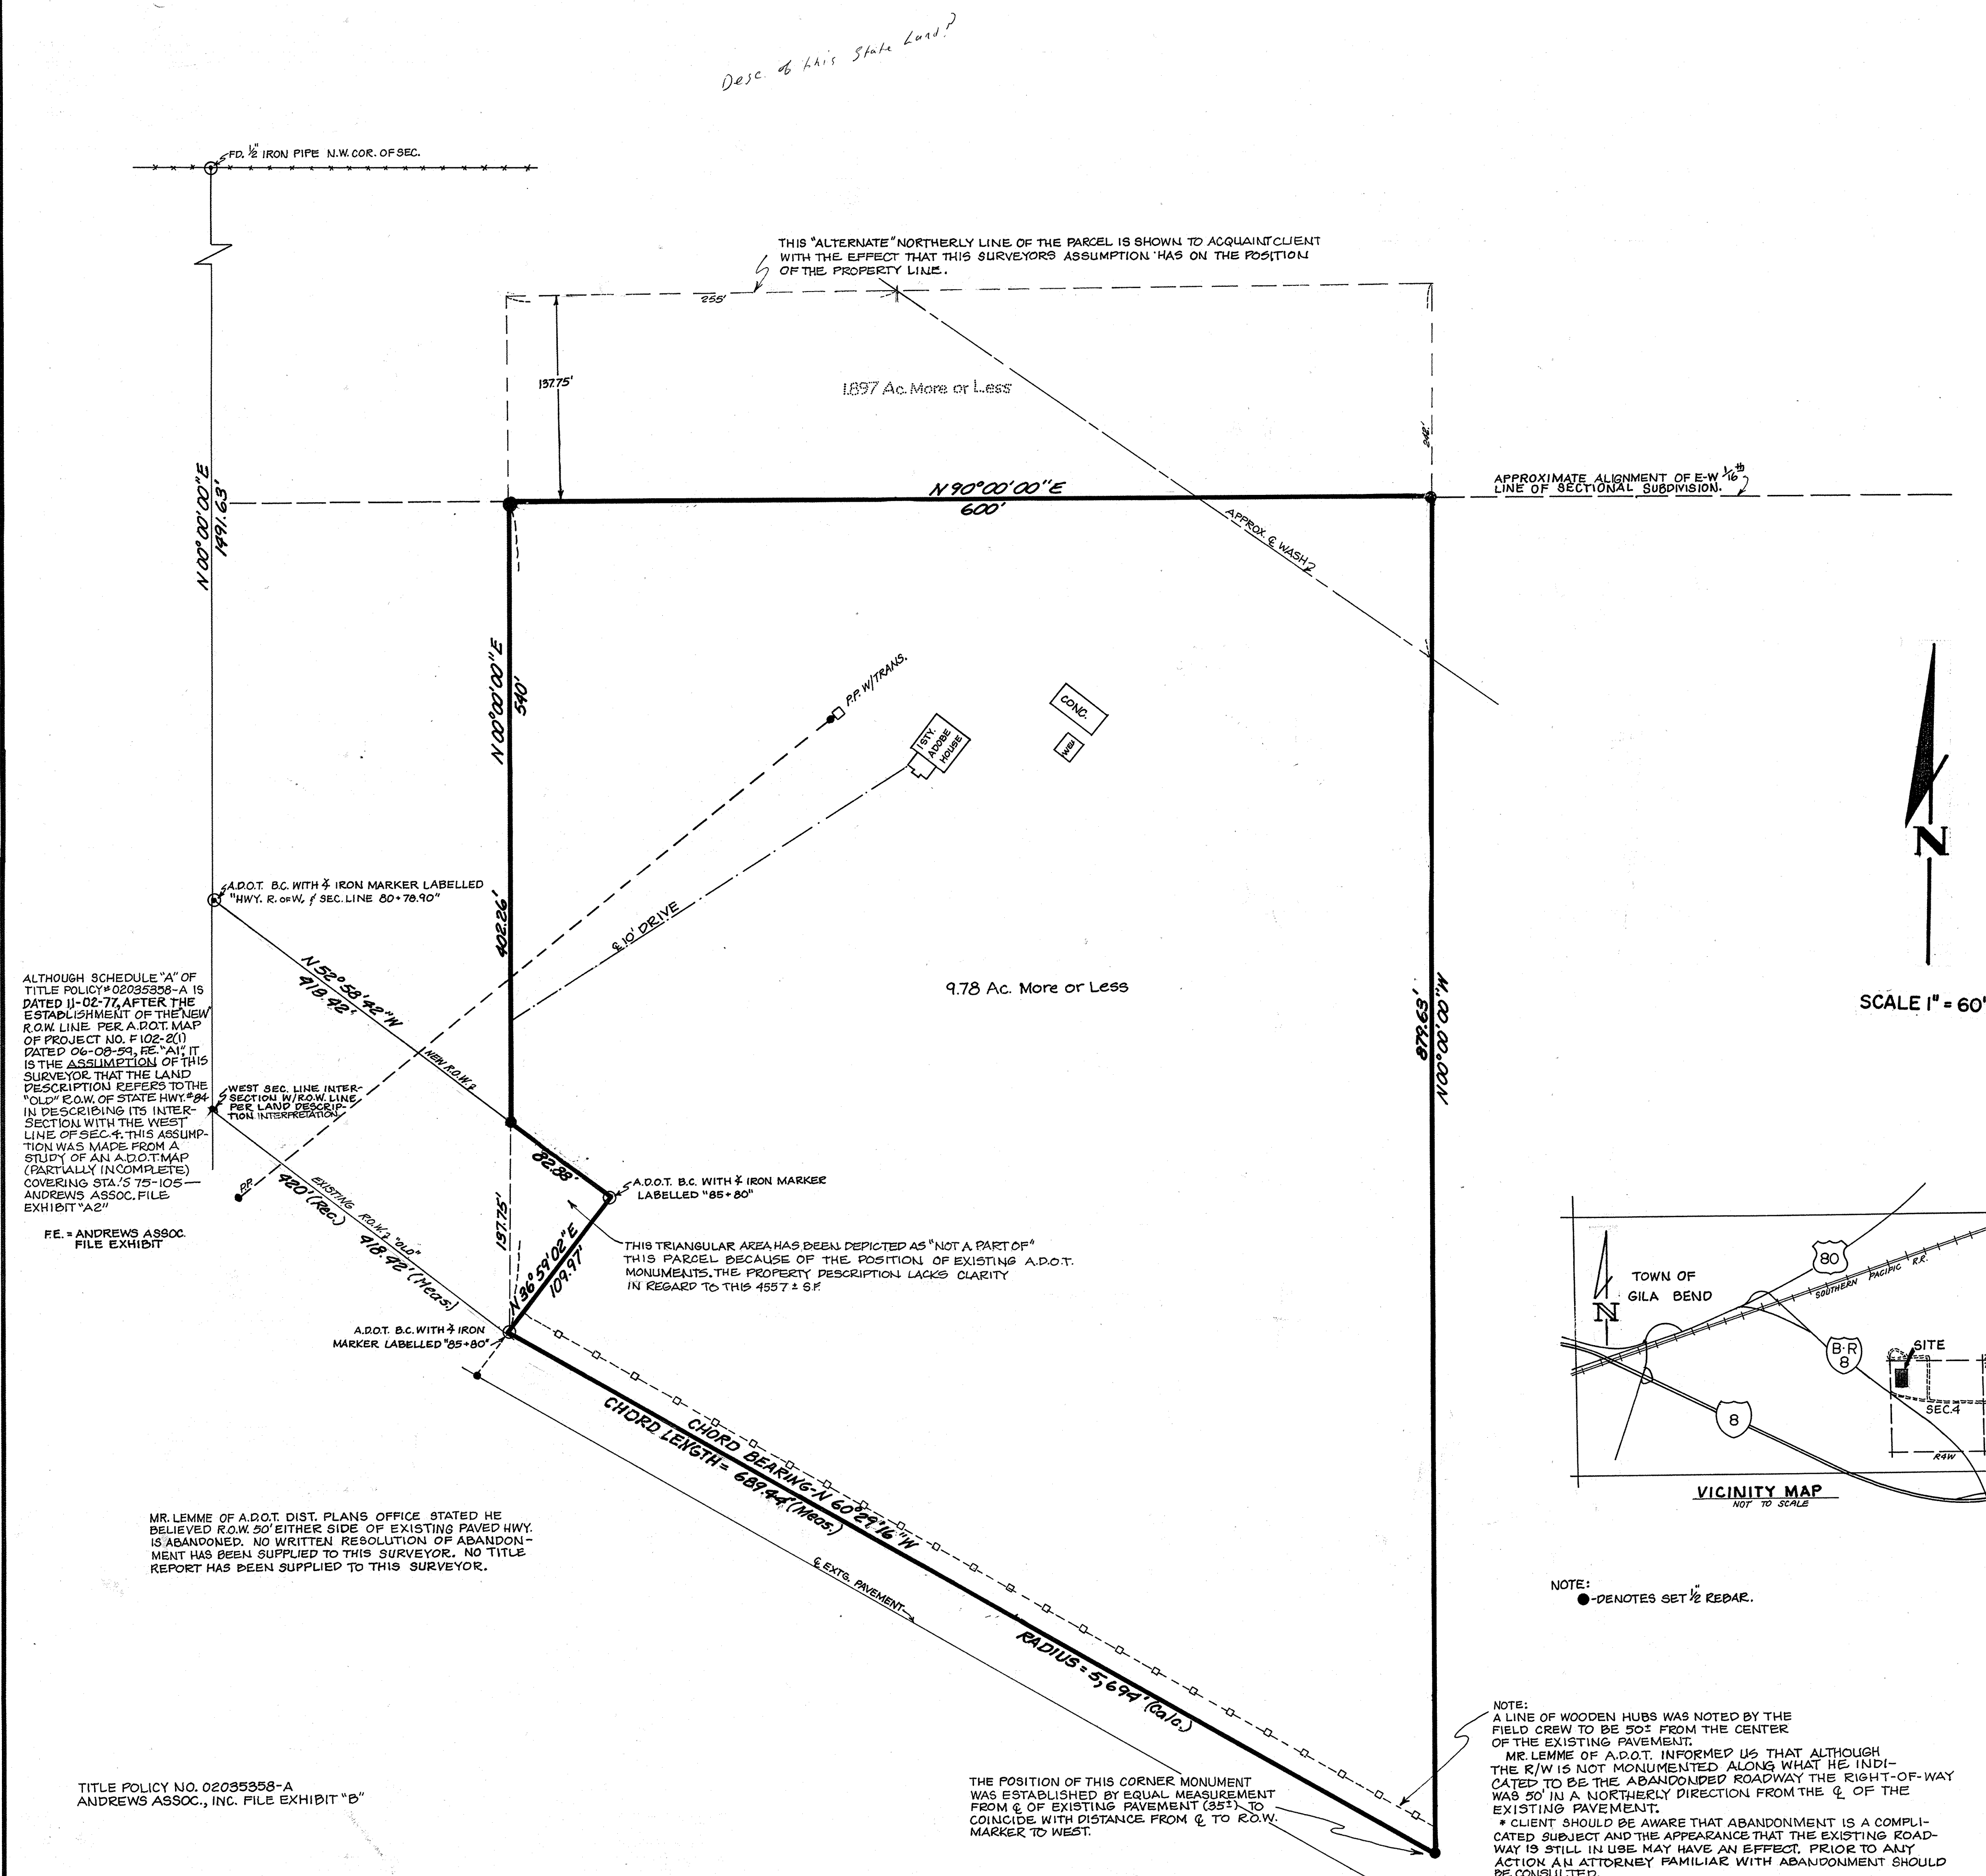 Desc. of this State Land?
FD. 1/2" IRON PIPE N.W. COR. OF SEC.
THIS "ALTERNATE" NORTHERLY LINE OF THE PARCEL IS SHOWN TO ACQUAINT CLIENT
WITH THE EFFECT THAT THIS SURVEYORS ASSUMPTION HAS ON THE POSITION
OF THE PROPERTY LINE.
255'
137.75'
1.897 Ac. More or Less
242'
N 00°00'00" E
1491.63'
N 90°00'00" E
600'
APPROXIMATE ALIGNMENT OF E-W 1/16th
LINE OF SECTIONAL SUBDIVISION.
APPROX. ℄ WASH
N 00°00'00" E
540'
P.P. W/TRANS.
1 STY.
ADOBE
HOUSE
CONC.
WELL
N
SCALE 1" = 60'
A.D.O.T. B.C. WITH IRON MARKER LABELLED
"HWY. R. OF W. & SEC. LINE 80+78.90"
402.26'
℄ 10' DRIVE
N 52°58'42" W
418.42'
NEW R.O.W.
9.78 Ac. More or Less
879.63'
N 00°00'00" W
ALTHOUGH SCHEDULE "A" OF
TITLE POLICY #02035358-A IS
DATED 11-02-77, AFTER THE
ESTABLISHMENT OF THE NEW
R.O.W. LINE PER A.D.O.T. MAP
OF PROJECT NO. F 102-2(1)
DATED 06-08-59, F.E. "A1", IT
IS THE ASSUMPTION OF THIS
SURVEYOR THAT THE LAND
DESCRIPTION REFERS TO THE
"OLD" R.O.W. OF STATE HWY. #84
IN DESCRIBING ITS INTER-
SECTION WITH THE WEST
LINE OF SEC. 4. THIS ASSUMP-
TION WAS MADE FROM A
STUDY OF AN A.D.O.T. MAP
(PARTIALLY INCOMPLETE)
COVERING STA.'S 75-105—
ANDREWS ASSOC. FILE
EXHIBIT "A2"
F.E. = ANDREWS ASSOC.
FILE EXHIBIT
WEST SEC. LINE INTER-
SECTION W/R.O.W. LINE
PER LAND DESCRIP-
TION INTERPRETATION
P.P.
EXISTING R.O.W. "OLD"
420' (Rec.)
418.42' (Meas.)
82.88'
A.D.O.T. B.C. WITH IRON MARKER
LABELLED "85+80"
137.75'
N 36°59'02" E
109.97'
THIS TRIANGULAR AREA HAS BEEN DEPICTED AS "NOT A PART OF"
THIS PARCEL BECAUSE OF THE POSITION OF EXISTING A.D.O.T.
MONUMENTS. THE PROPERTY DESCRIPTION LACKS CLARITY
IN REGARD TO THIS 4557 ± S.F.
A.D.O.T. B.C. WITH IRON
MARKER LABELLED "85+80"
CHORD BEARING-N 60°29'16" W
CHORD LENGTH = 689.44' (Meas.)
℄ EXTG. PAVEMENT
RADIUS = 5,694' (Calc.)
TOWN OF
GILA BEND
N
80
SOUTHERN PACIFIC R.R.
B-R
8
SITE
SEC. 4
R4W
8
VICINITY MAP
NOT TO SCALE
MR. LEMME OF A.D.O.T. DIST. PLANS OFFICE STATED HE
BELIEVED R.O.W. 50' EITHER SIDE OF EXISTING PAVED HWY.
IS ABANDONED. NO WRITTEN RESOLUTION OF ABANDON-
MENT HAS BEEN SUPPLIED TO THIS SURVEYOR. NO TITLE
REPORT HAS BEEN SUPPLIED TO THIS SURVEYOR.
NOTE:
-DENOTES SET 1/2" REBAR.
TITLE POLICY NO. 02035358-A
ANDREWS ASSOC., INC. FILE EXHIBIT "B"
THE POSITION OF THIS CORNER MONUMENT
WAS ESTABLISHED BY EQUAL MEASUREMENT
FROM ℄ OF EXISTING PAVEMENT (35±) TO
COINCIDE WITH DISTANCE FROM ℄ TO R.O.W.
MARKER TO WEST.
NOTE:
A LINE OF WOODEN HUBS WAS NOTED BY THE
FIELD CREW TO BE 50± FROM THE CENTER
OF THE EXISTING PAVEMENT.
MR. LEMME OF A.D.O.T. INFORMED US THAT ALTHOUGH
THE R/W IS NOT MONUMENTED ALONG WHAT HE INDI-
CATED TO BE THE ABANDONDED ROADWAY THE RIGHT-OF-WAY
WAS 50' IN A NORTHERLY DIRECTION FROM THE ℄ OF THE
EXISTING PAVEMENT.
* CLIENT SHOULD BE AWARE THAT ABANDONMENT IS A COMPLI-
CATED SUBJECT AND THE APPEARANCE THAT THE EXISTING ROAD-
WAY IS STILL IN USE MAY HAVE AN EFFECT. PRIOR TO ANY
ACTION AN ATTORNEY FAMILIAR WITH ABANDONMENT SHOULD
BE CONSULTED.